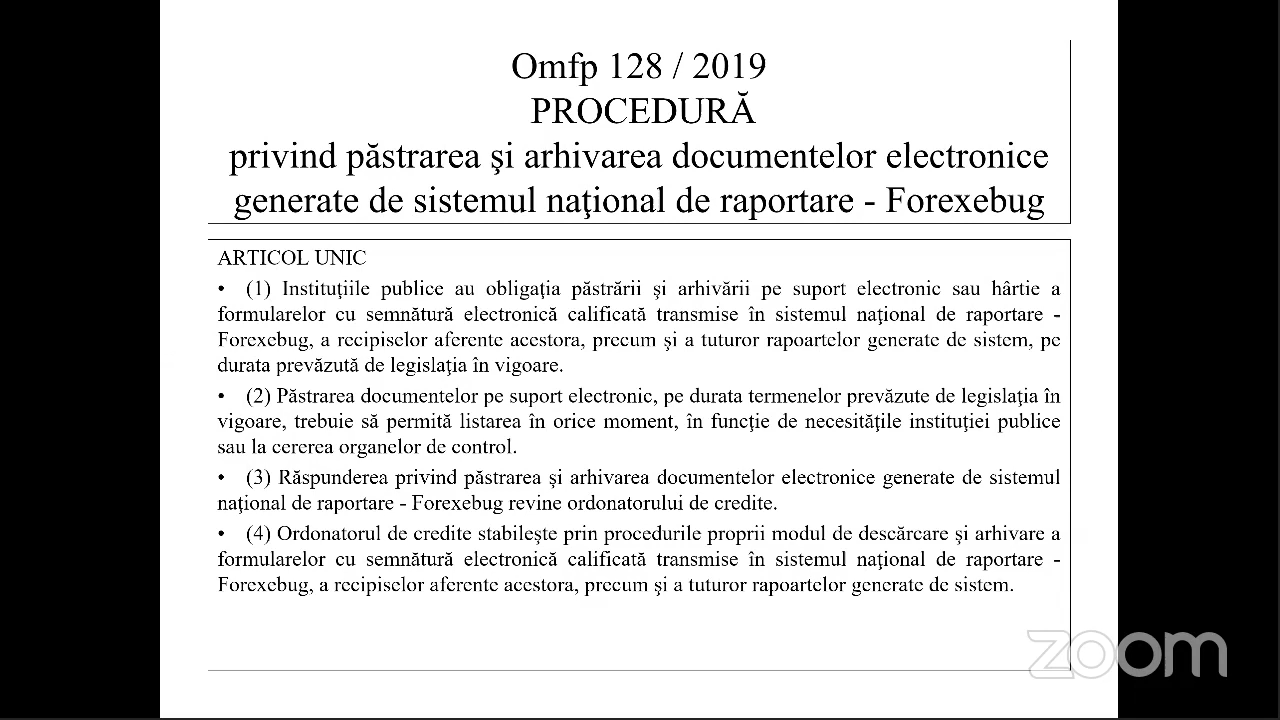 Omfp 128 / 2019
PROCEDURĂ
privind păstrarea şi arhivarea documentelor electronice
generate de sistemul naţional de raportare - Forexebug
ARTICOL UNIC
• (1) Instituţiile publice au obligaţia păstrării şi arhivării pe suport electronic sau hârtie a
formularelor cu semnătură electronică calificată transmise în sistemul naţional de raportare -
Forexebug, a recipiselor aferente acestora, precum şi a tuturor rapoartelor generate de sistem, pe
durata prevăzută de legislaţia în vigoare.
• (2) Păstrarea documentelor pe suport electronic, pe durata termenelor prevăzute de legislaţia în
vigoare, trebuie să permită listarea în orice moment, în funcţie de necesităţile instituţiei publice
sau la cererea organelor de control.
• (3) Răspunderea privind păstrarea şi arhivarea documentelor electronice generate de sistemul
naţional de raportare - Forexebug revine ordonatorului de credite.
• (4) Ordonatorul de credite stabileşte prin procedurile proprii modul de descărcare şi arhivare a
formularelor cu semnătură electronică calificată transmise în sistemul naţional de raportare -
Forexebug, a recipiselor aferente acestora, precum şi a tuturor rapoartelor generate de sistem.
zoom